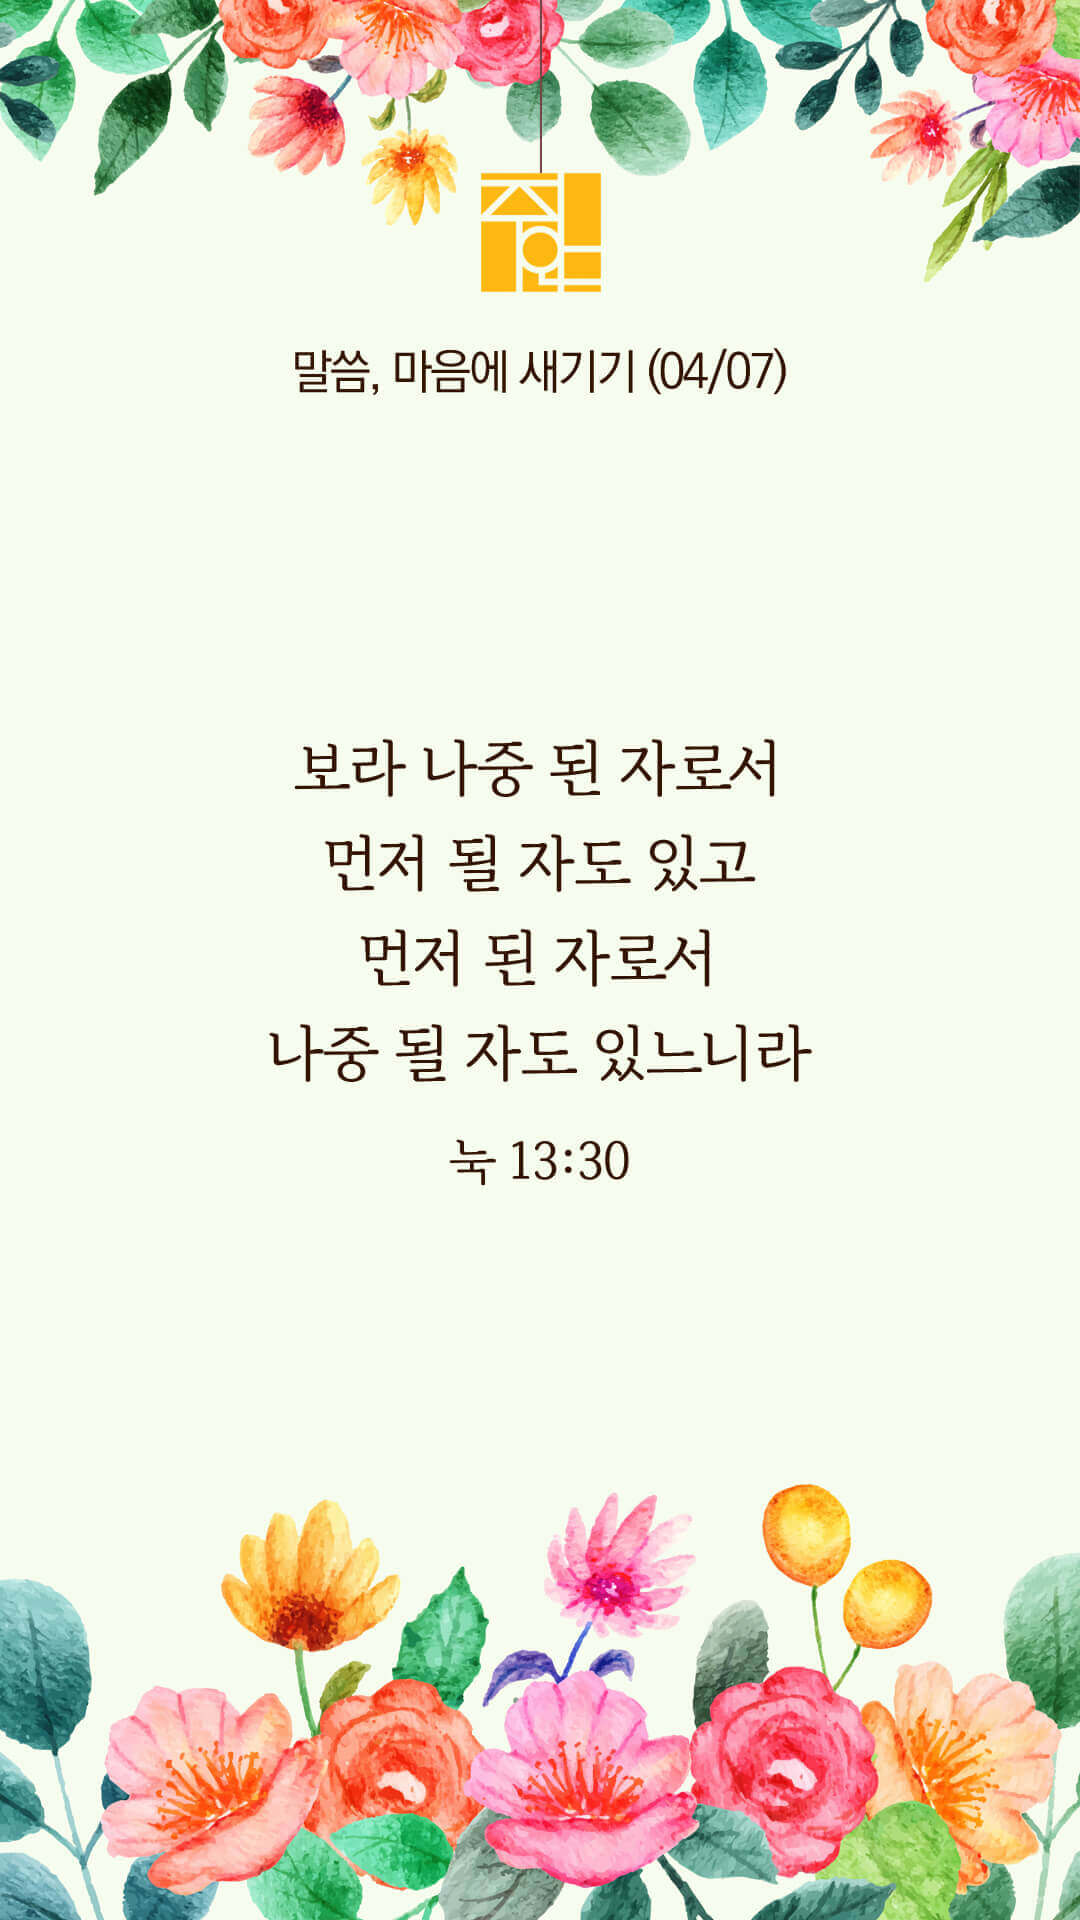 말씀, 마음에 새기기 (04/07)
보라 나중 된 자로서
먼저 될 자도 있고
먼저 된 자로서
나중 될 자도 있느니라
눅 13:30